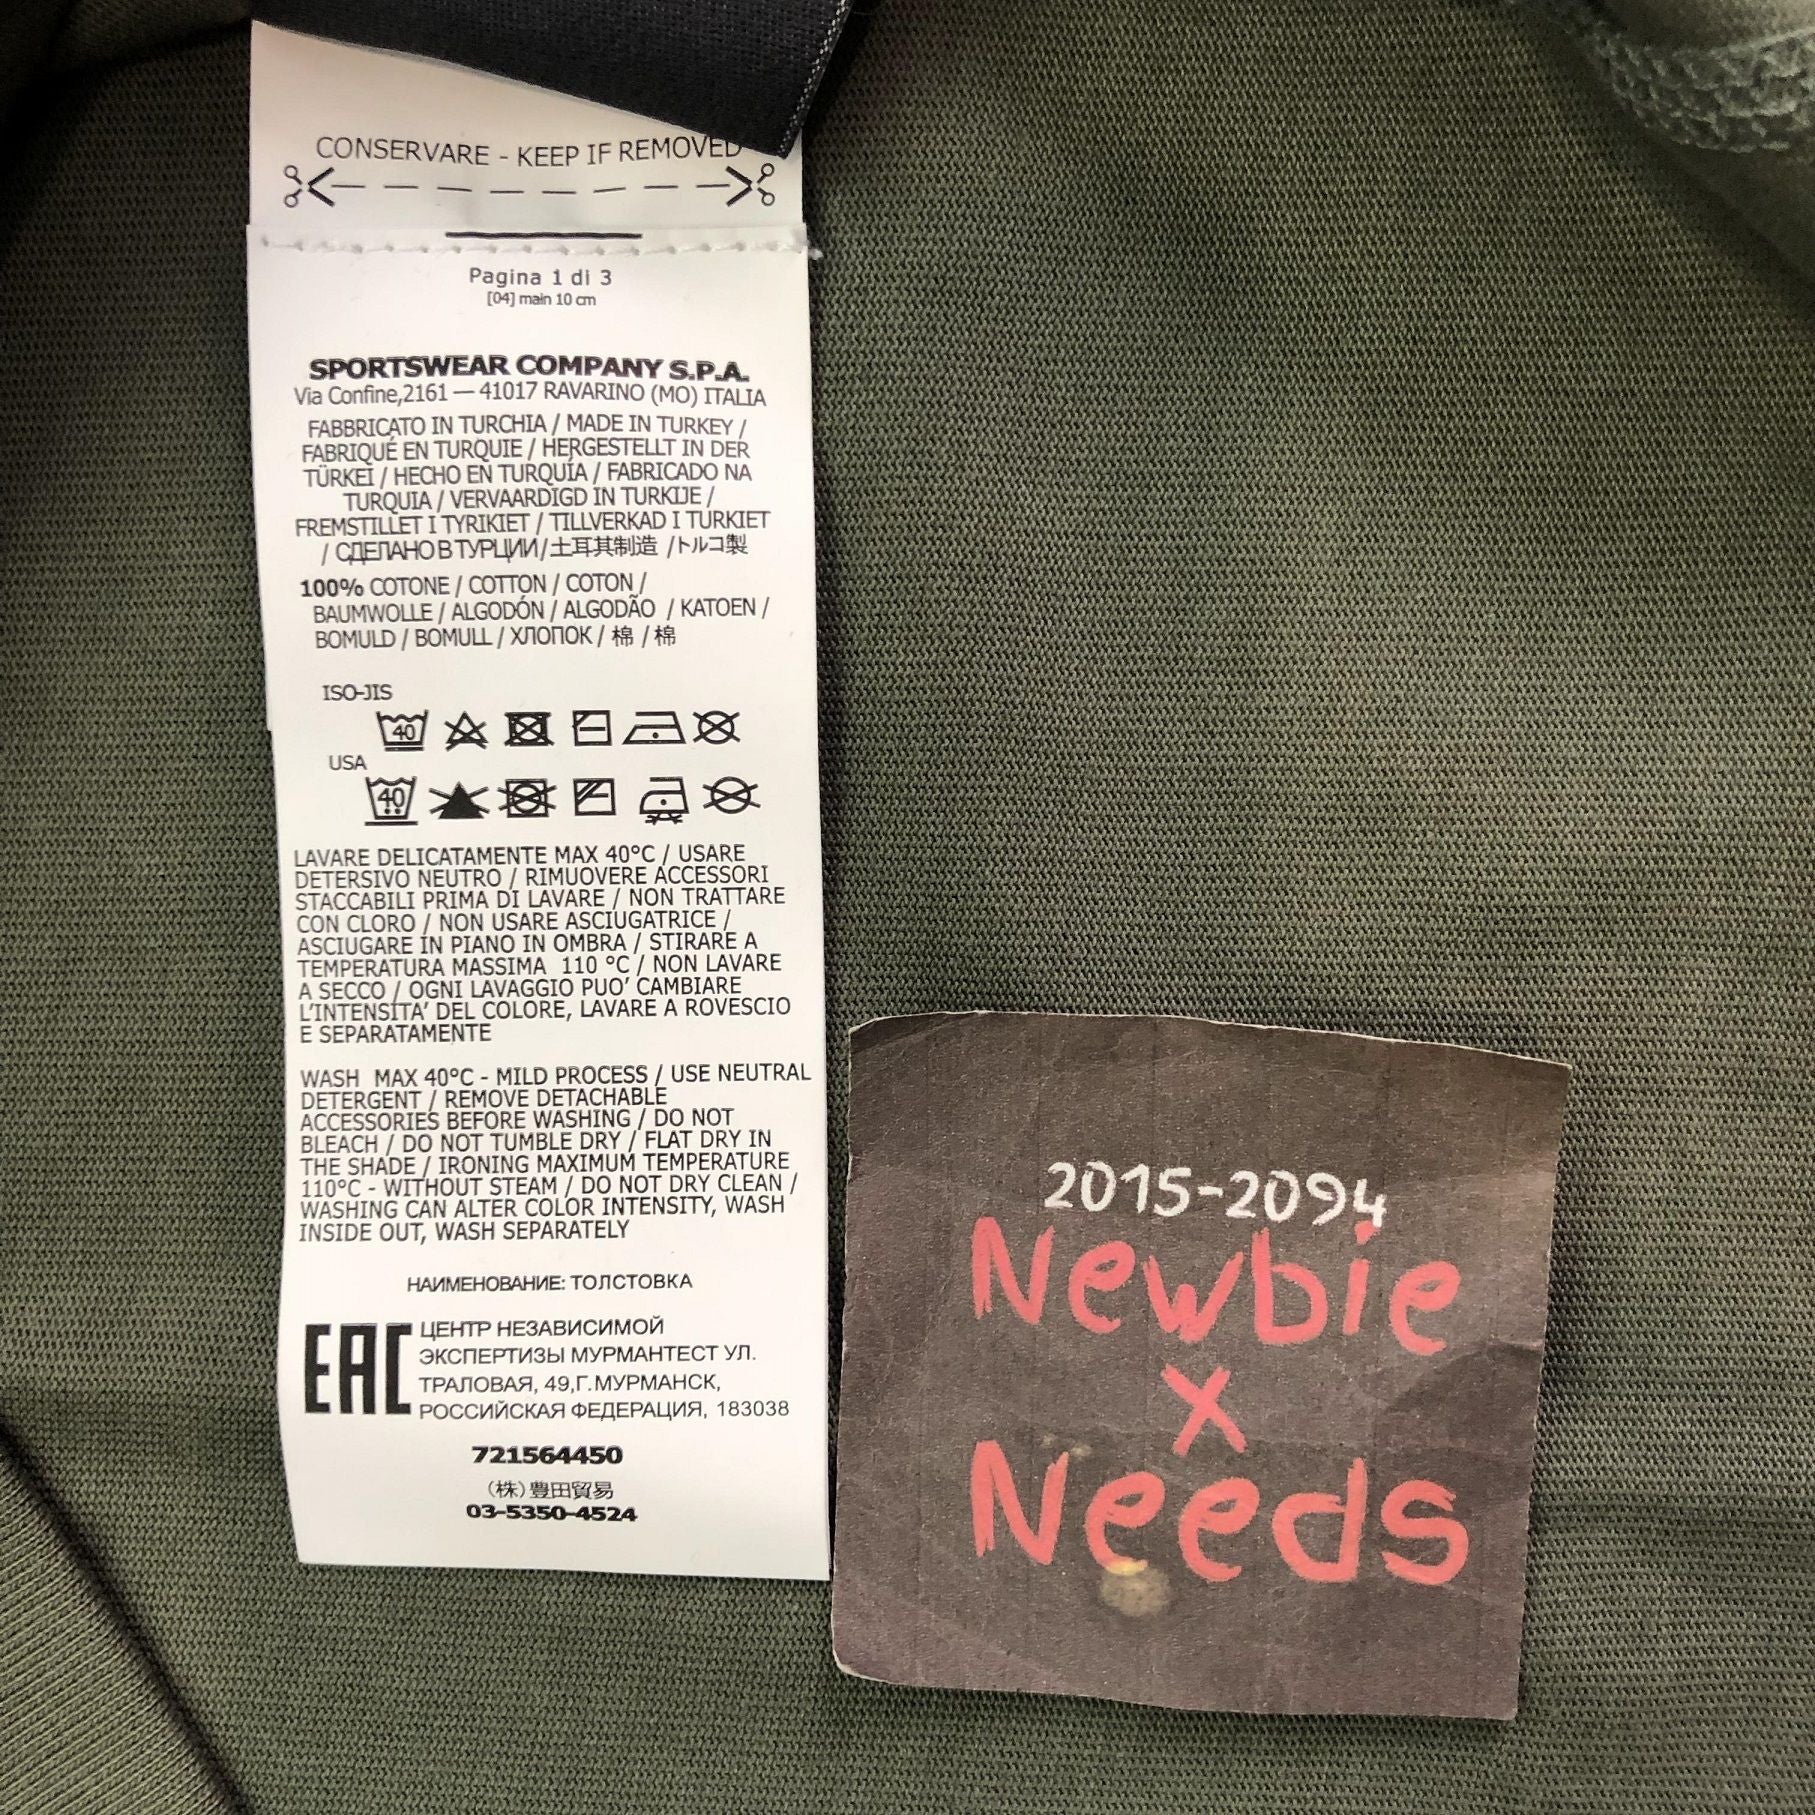 CONSERVARE - KEEP IF REMOVED
Pagina 1 di 3
[04] main 10 cm
SPORTSWEAR COMPANY S.P.A.
Via Confine,2161 — 41017 RAVARINO (MO) ITALIA
FABBRICATO IN TURCHIA / MADE IN TURKEY /
FABRIQUÉ EN TURQUIE / HERGESTELLT IN DER
TÜRKEI / HECHO EN TURQUÍA / FABRICADO NA
TURQUIA / VERVAARDIGD IN TURKIJE /
FREMSTILLET I TYRIKIET / TILLVERKAD I TURKIET
/ СДЕЛАНО В ТУРЦИИ/土耳其制造 /トルコ製
100% COTONE / COTTON / COTON /
BAUMWOLLE / ALGODÓN / ALGODÃO / KATOEN /
BOMULD / BOMULL / ХЛОПОК / 棉 / 棉
ISO-JIS
40
USA
40
LAVARE DELICATAMENTE MAX 40°C / USARE
DETERSIVO NEUTRO / RIMUOVERE ACCESSORI
STACCABILI PRIMA DI LAVARE / NON TRATTARE
CON CLORO / NON USARE ASCIUGATRICE /
ASCIUGARE IN PIANO IN OMBRA / STIRARE A
TEMPERATURA MASSIMA 110 °C / NON LAVARE
A SECCO / OGNI LAVAGGIO PUO' CAMBIARE
L'INTENSITA' DEL COLORE, LAVARE A ROVESCIO
E SEPARATAMENTE
WASH MAX 40°C - MILD PROCESS / USE NEUTRAL
DETERGENT / REMOVE DETACHABLE
ACCESSORIES BEFORE WASHING / DO NOT
BLEACH / DO NOT TUMBLE DRY / FLAT DRY IN
THE SHADE / IRONING MAXIMUM TEMPERATURE
110°C - WITHOUT STEAM / DO NOT DRY CLEAN /
WASHING CAN ALTER COLOR INTENSITY, WASH
INSIDE OUT, WASH SEPARATELY
НАИМЕНОВАНИЕ: ТОЛСТОВКА
EAC
ЦЕНТР НЕЗАВИСИМОЙ
ЭКСПЕРТИЗЫ МУРМАНТЕСТ УЛ.
ТРАЛОВАЯ, 49,Г.МУРМАНСК,
РОССИЙСКАЯ ФЕДЕРАЦИЯ, 183038
721564450
(株)豊田貿易
03-5350-4524
2015-2094
Newbie
x
Needs